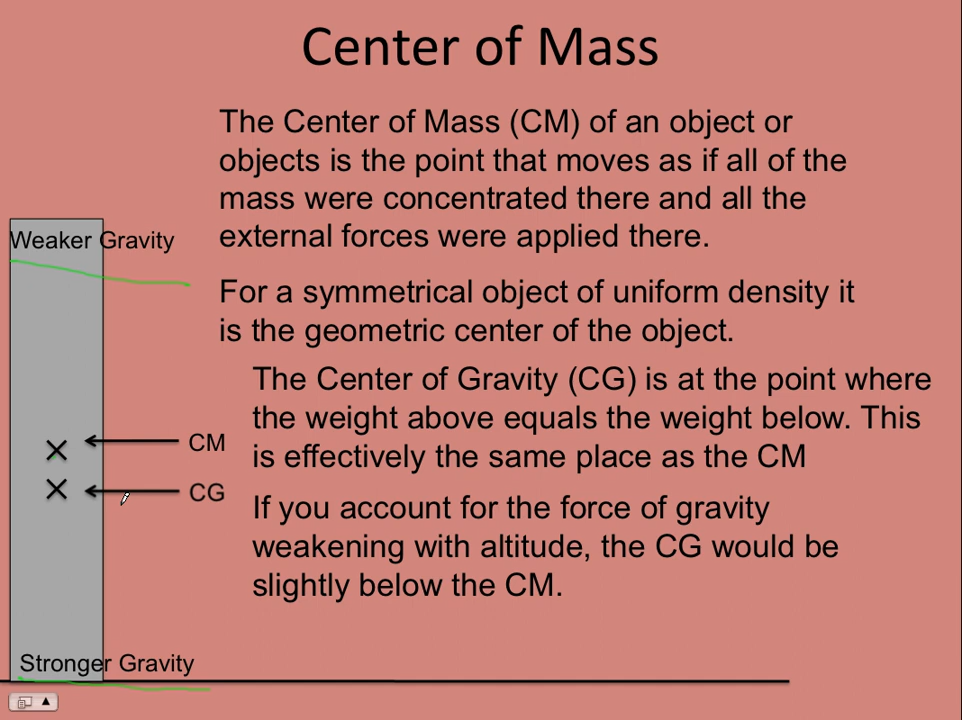 Center of Mass
The Center of Mass (CM) of an object or
objects is the point that moves as if all of the
mass were concentrated there and all the
external forces were applied there.
Weaker Gravity
For a symmetrical object of uniform density it
is the geometric center of the object.
The Center of Gravity (CG) is at the point where
the weight above equals the weight below. This
is effectively the same place as the CM
CM
CG
If you account for the force of gravity
weakening with altitude, the CG would be
slightly below the CM.
Stronger Gravity